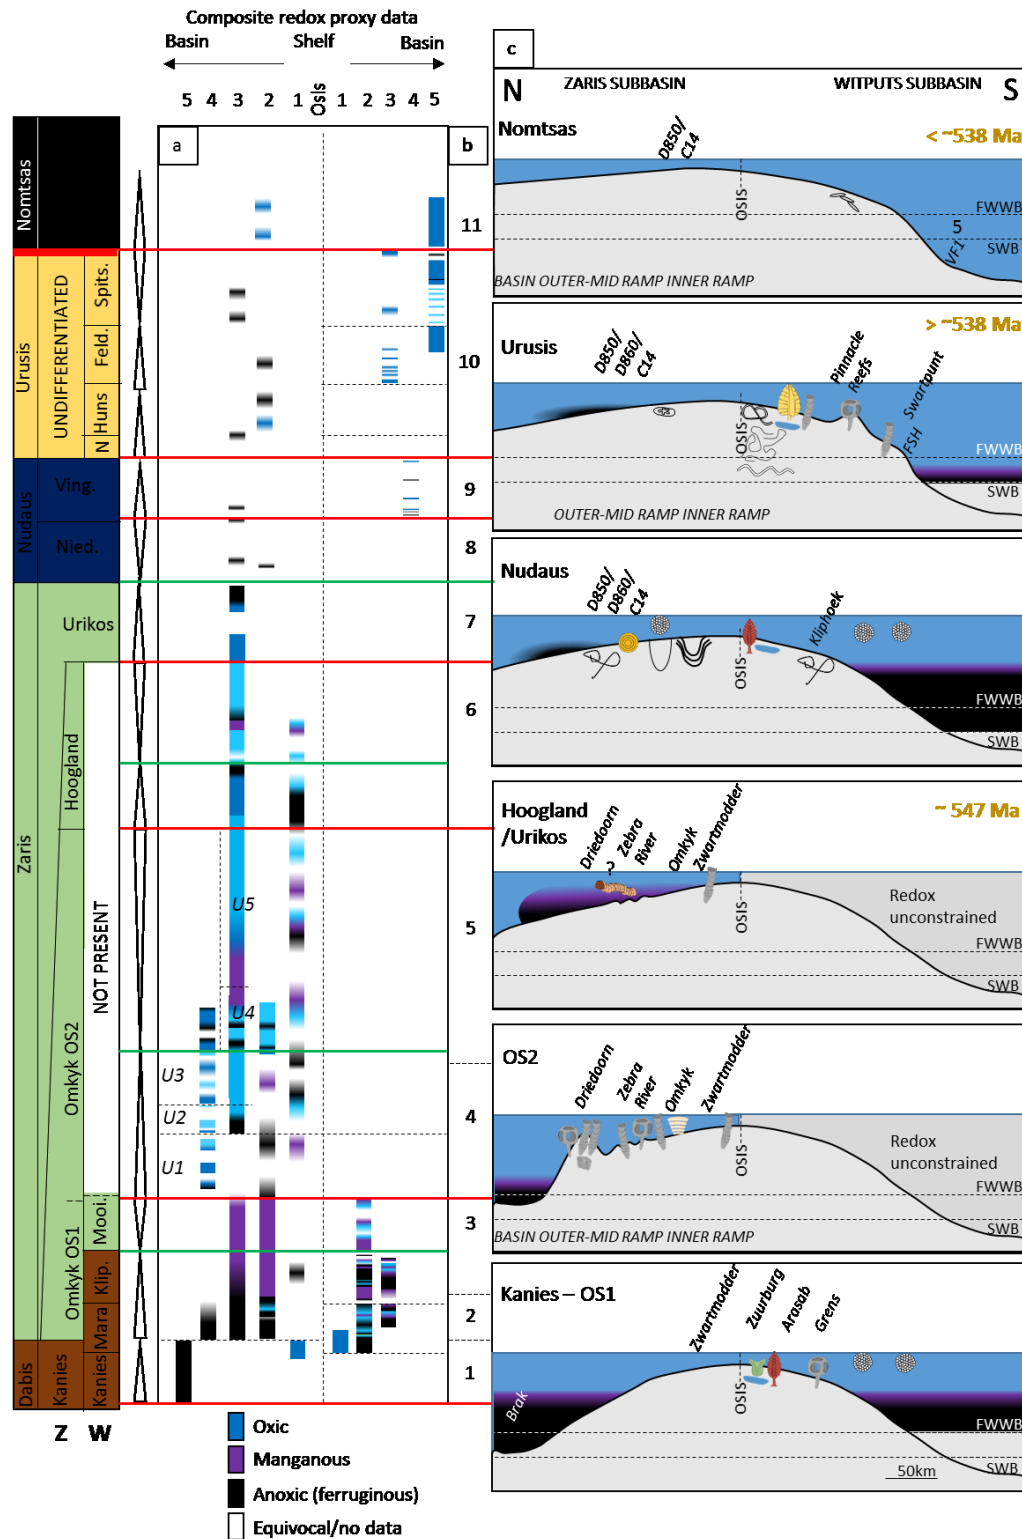 Composite redox proxy data
Basin Shelf Basin
5 4 3 2 1 Osis 1 2 3 4 5
a
b
Nomtsas
Urusis
UNDIFFERENTIATED
Spits.
Feld.
Huns
N
Nudaus
Ving.
Nied.
Zaris
Urikos
Hoogland
Omkyk OS2
Omkyk OS1
NOT PRESENT
Mooi.
Klip.
Mara
Dabis
Kanies
Kanies
Z W
U5
U4
U3
U2
U1
11
10
9
8
7
6
5
4
3
2
1
Oxic
Manganous
Anoxic (ferruginous)
Equivocal/no data
c
N ZARIS SUBBASIN WITPUTS SUBBASIN S
Nomtsas
D850/
C14
< ~538 Ma
OSIS
FWWB
5
SWB
VF1
BASIN OUTER-MID RAMP INNER RAMP
Urusis
D850/
D860/
C14
> ~538 Ma
Pinnacle
Reefs
Swartpunt
OSIS
FSH
FWWB
SWB
OUTER-MID RAMP INNER RAMP
Nudaus
D850/
D860/
C14
Kliphoek
OSIS
FWWB
SWB
Hoogland
/Urikos
Driedoorn
Zebra
River
Omkyk
Zwartmodder
~ 547 Ma
?
OSIS
Redox
unconstrained
FWWB
SWB
OS2
Driedoorn
Zebra
River
Omkyk
Zwartmodder
OSIS
Redox
unconstrained
FWWB
SWB
BASIN OUTER-MID RAMP INNER RAMP
Kanies – OS1
Zwartmodder
Zuurburg
Arasab
Grens
Brak
OSIS
FWWB
SWB
50km